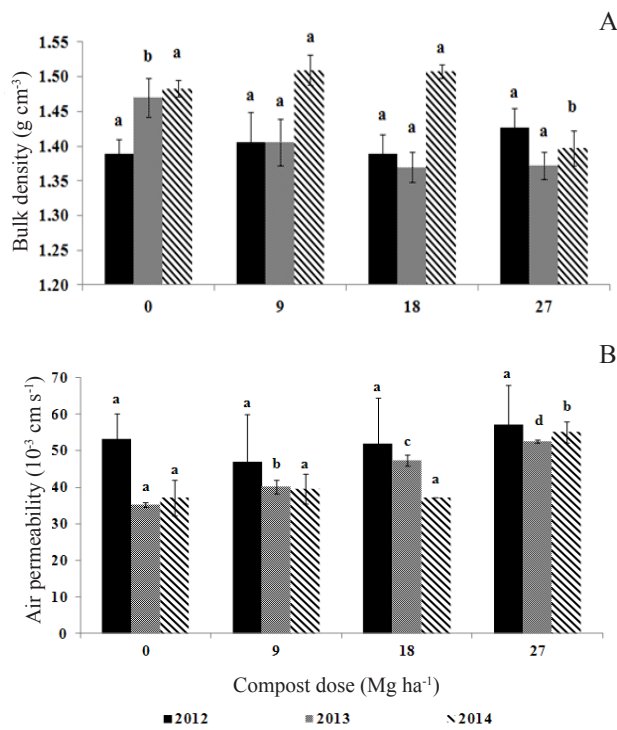 A
Bulk density (g cm⁻³)
1.55
1.50
1.45
1.40
1.35
1.30
1.25
1.20
a b a
a a a
a a a
a a b
0 9 18 27
B
Air permeability (10⁻³ cm s⁻¹)
70
60
50
40
30
20
10
0
a a a
a b a
a c a
a d b
0 9 18 27
Compost dose (Mg ha⁻¹)
2012 2013 2014